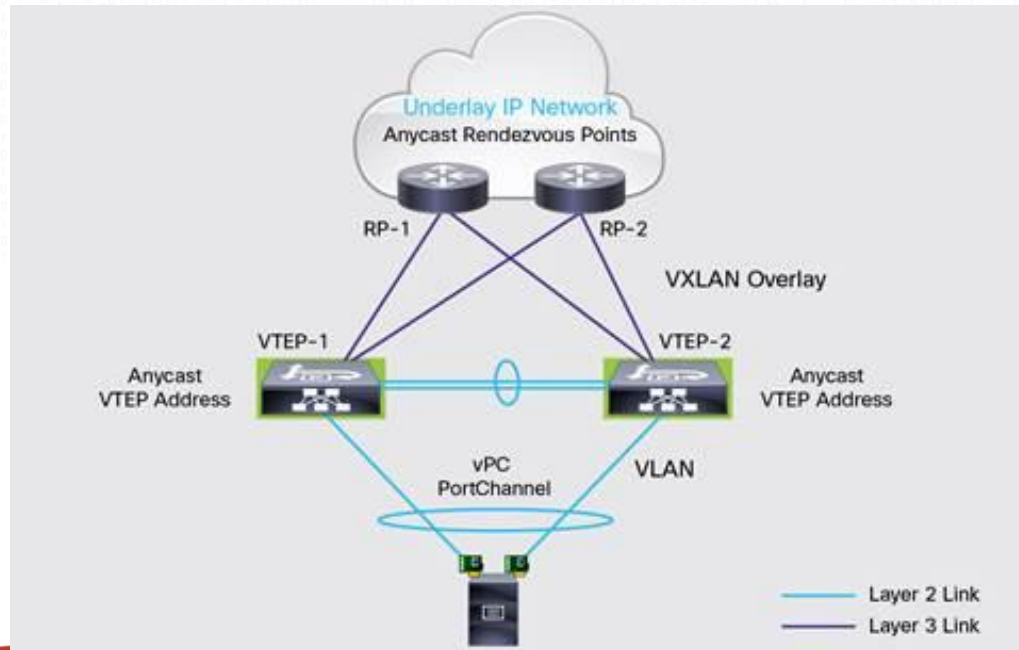 Underlay IP Network
Anycast Rendezvous Points
RP-1
RP-2
VXLAN Overlay
VTEP-1
VTEP-2
Anycast
VTEP Address
Anycast
VTEP Address
vPC
PortChannel
VLAN
Layer 2 Link
Layer 3 Link